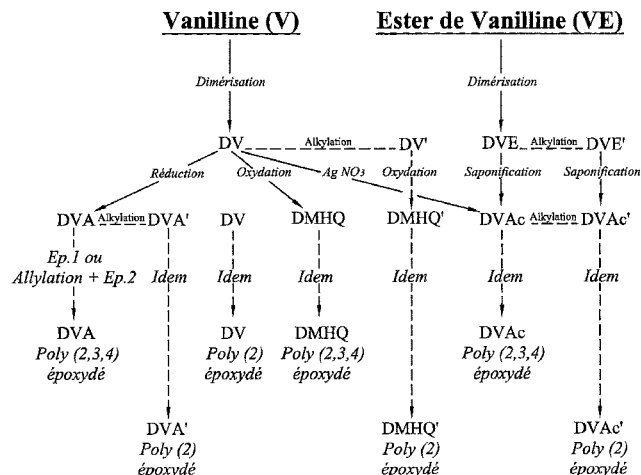 Vanilline (V) Ester de Vanilline (VE)
Dimérisation Dimérisation
DV Alkylation DV' DVE Alkylation DVE'
Réduction Oxydation Ag NO3 Oxydation Saponification Saponification
DVA Alkylation DVA' DV DMHQ DMHQ' DVAc Alkylation DVAc'
Ep.1 ou
Allylation + Ep.2 Idem Idem Idem Idem Idem Idem
DVA DV DMHQ DVAc
Poly (2,3,4) Poly (2) Poly (2,3,4) Poly (2,3,4)
époxydé époxydé époxydé époxydé
DVA' DMHQ' DVAc'
Poly (2) Poly (2) Poly (2)
époxydé époxydé époxydé